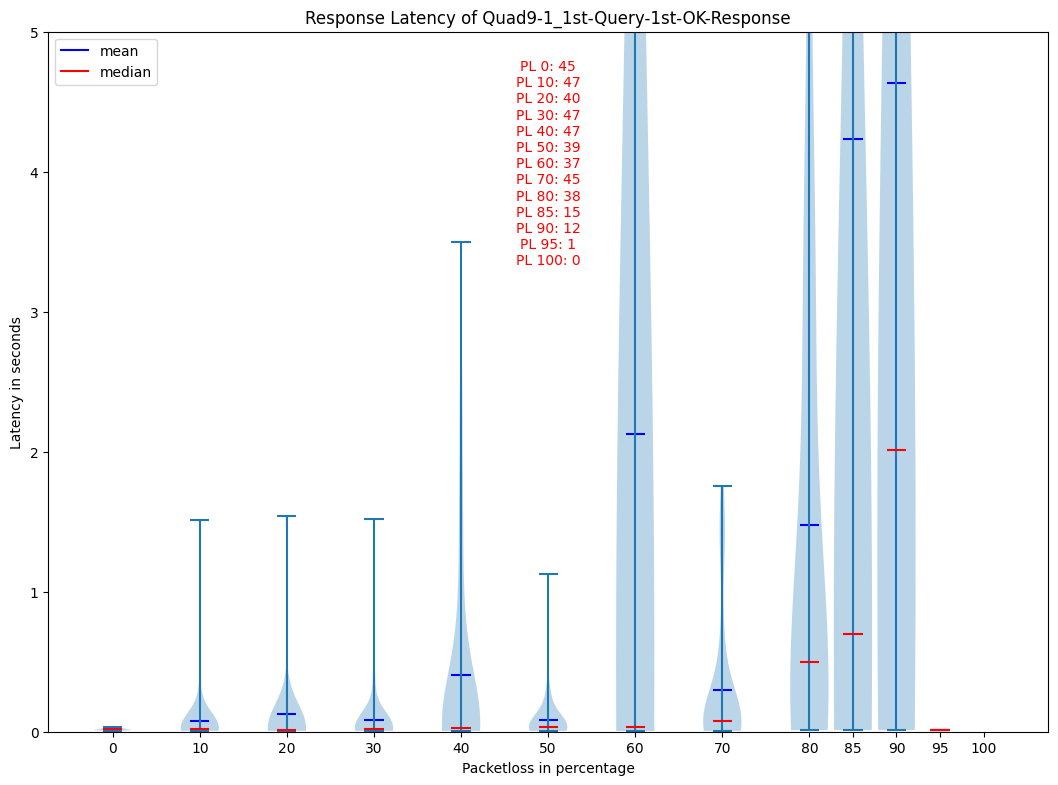 Response Latency of Quad9-1_1st-Query-1st-OK-Response
mean
median
PL 0: 45
PL 10: 47
PL 20: 40
PL 30: 47
PL 40: 47
PL 50: 39
PL 60: 37
PL 70: 45
PL 80: 38
PL 85: 15
PL 90: 12
PL 95: 1
PL 100: 0
5
4
3
2
1
0
Latency in seconds
0 10 20 30 40 50 60 70 80 85 90 95 100
Packetloss in percentage